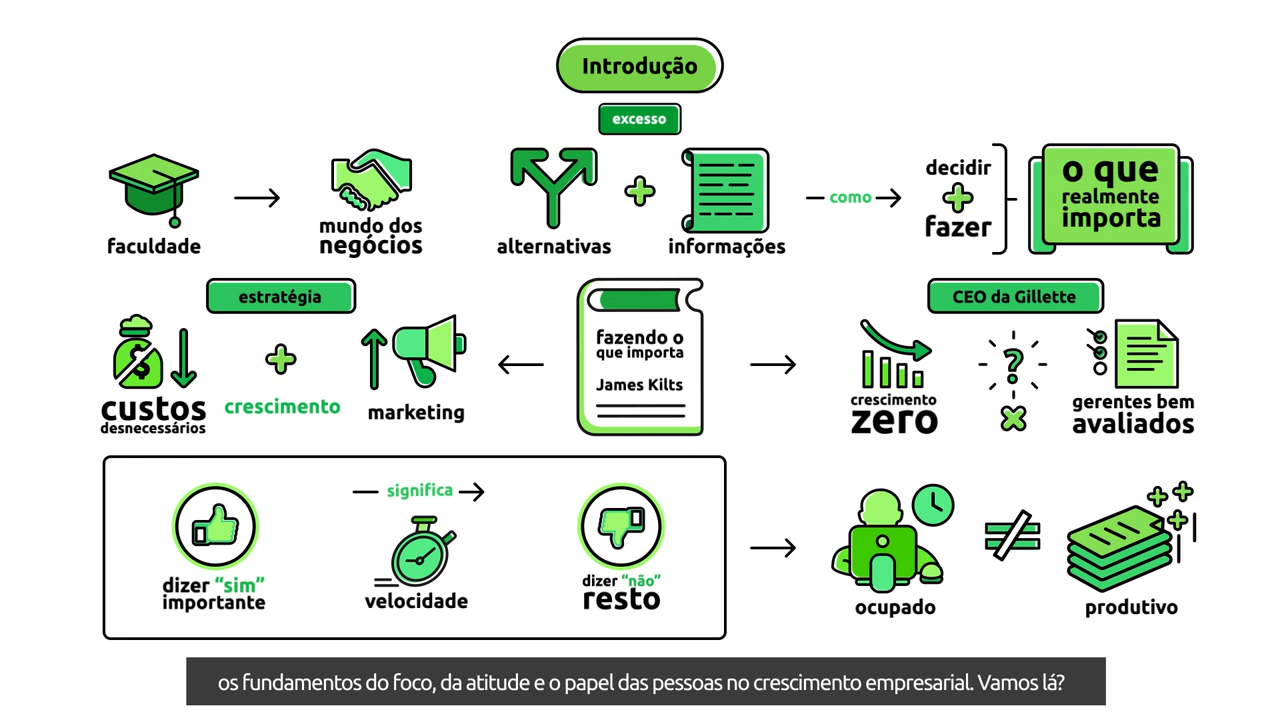 Introdução
excesso
faculdade
mundo dos
negócios
alternativas
informações
como
decidir
fazer
o que
realmente
importa
estratégia
custos
desnecessários
crescimento
marketing
fazendo o
que importa
James Kilts
CEO da Gillette
crescimento
zero
gerentes bem
avaliados
dizer “sim”
importante
significa
velocidade
dizer “não”
resto
ocupado
produtivo
os fundamentos do foco, da atitude e o papel das pessoas no crescimento empresarial. Vamos lá?